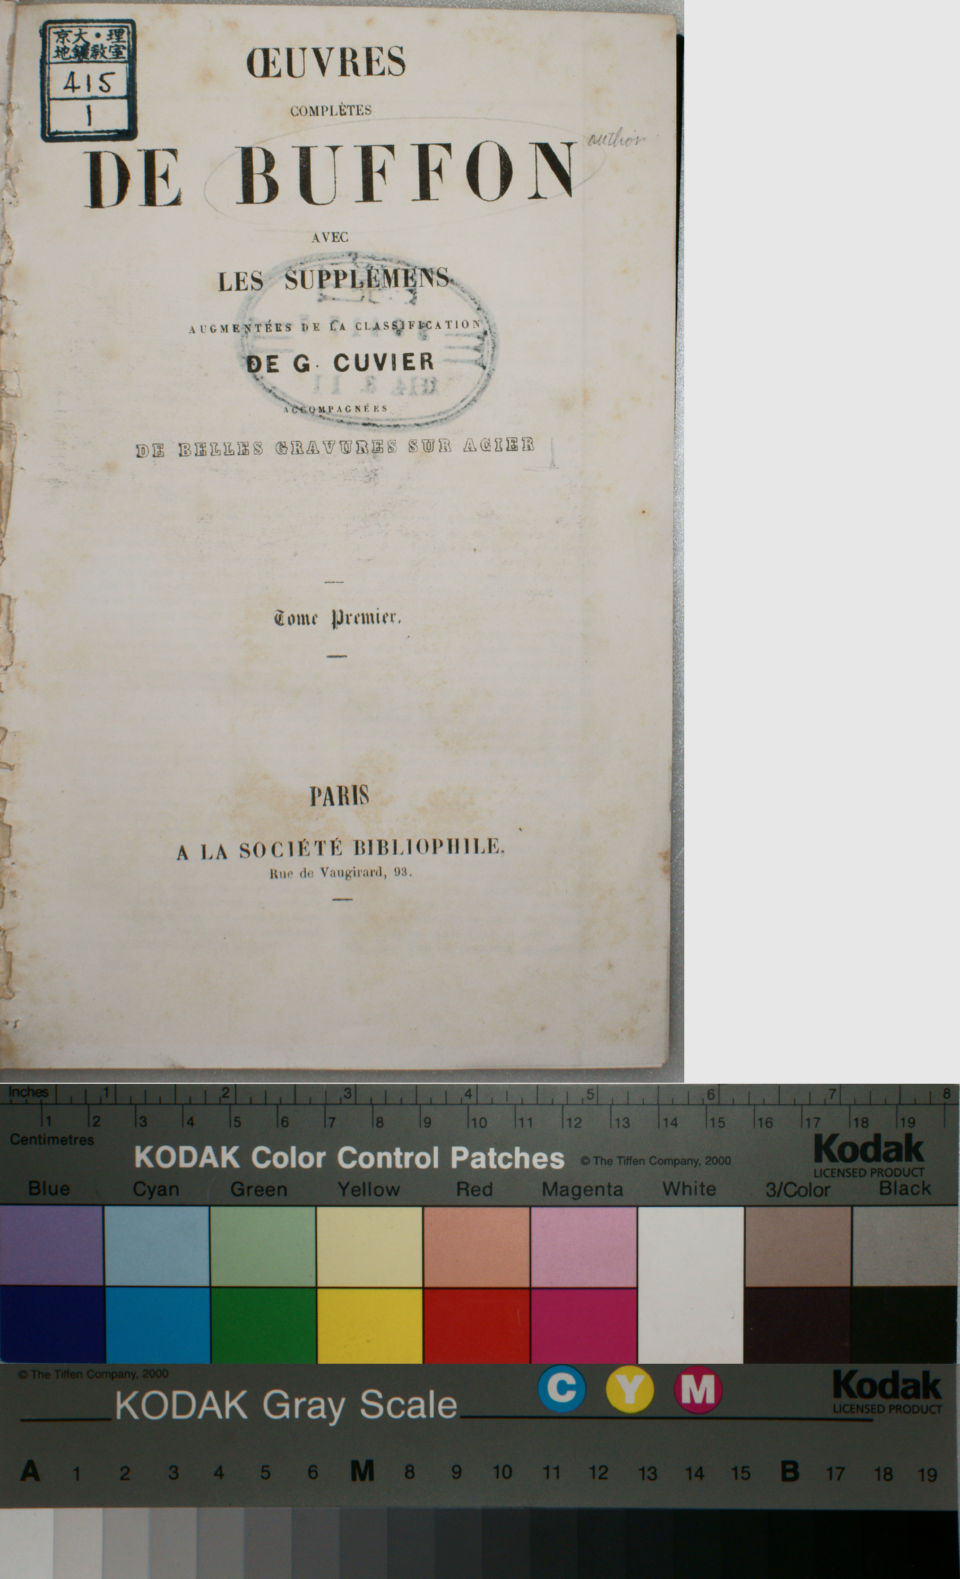 京大・理
地鑛教室
415
1
ŒUVRES
COMPLÈTES
author
DE BUFFON
AVEC
LES SUPPLÉMENS
AUGMENTÉES DE LA CLASSIFICATION
DE G. CUVIER
ACCOMPAGNÉES
DE BELLES GRAVURES SUR ACIER
Tome Premier.
PARIS
A LA SOCIÉTÉ BIBLIOPHILE,
Rue de Vaugirard, 93.
Inches 1 2 3 4 5 6 7 8
1 2 3 4 5 6 7 8 9 10 11 12 13 14 15 16 17 18 19
Centimetres
KODAK Color Control Patches © The Tiffen Company, 2000 Kodak
LICENSED PRODUCT
Blue Cyan Green Yellow Red Magenta White 3/Color Black
© The Tiffen Company, 2000
KODAK Gray Scale C Y M Kodak
LICENSED PRODUCT
A 1 2 3 4 5 6 M 8 9 10 11 12 13 14 15 B 17 18 19